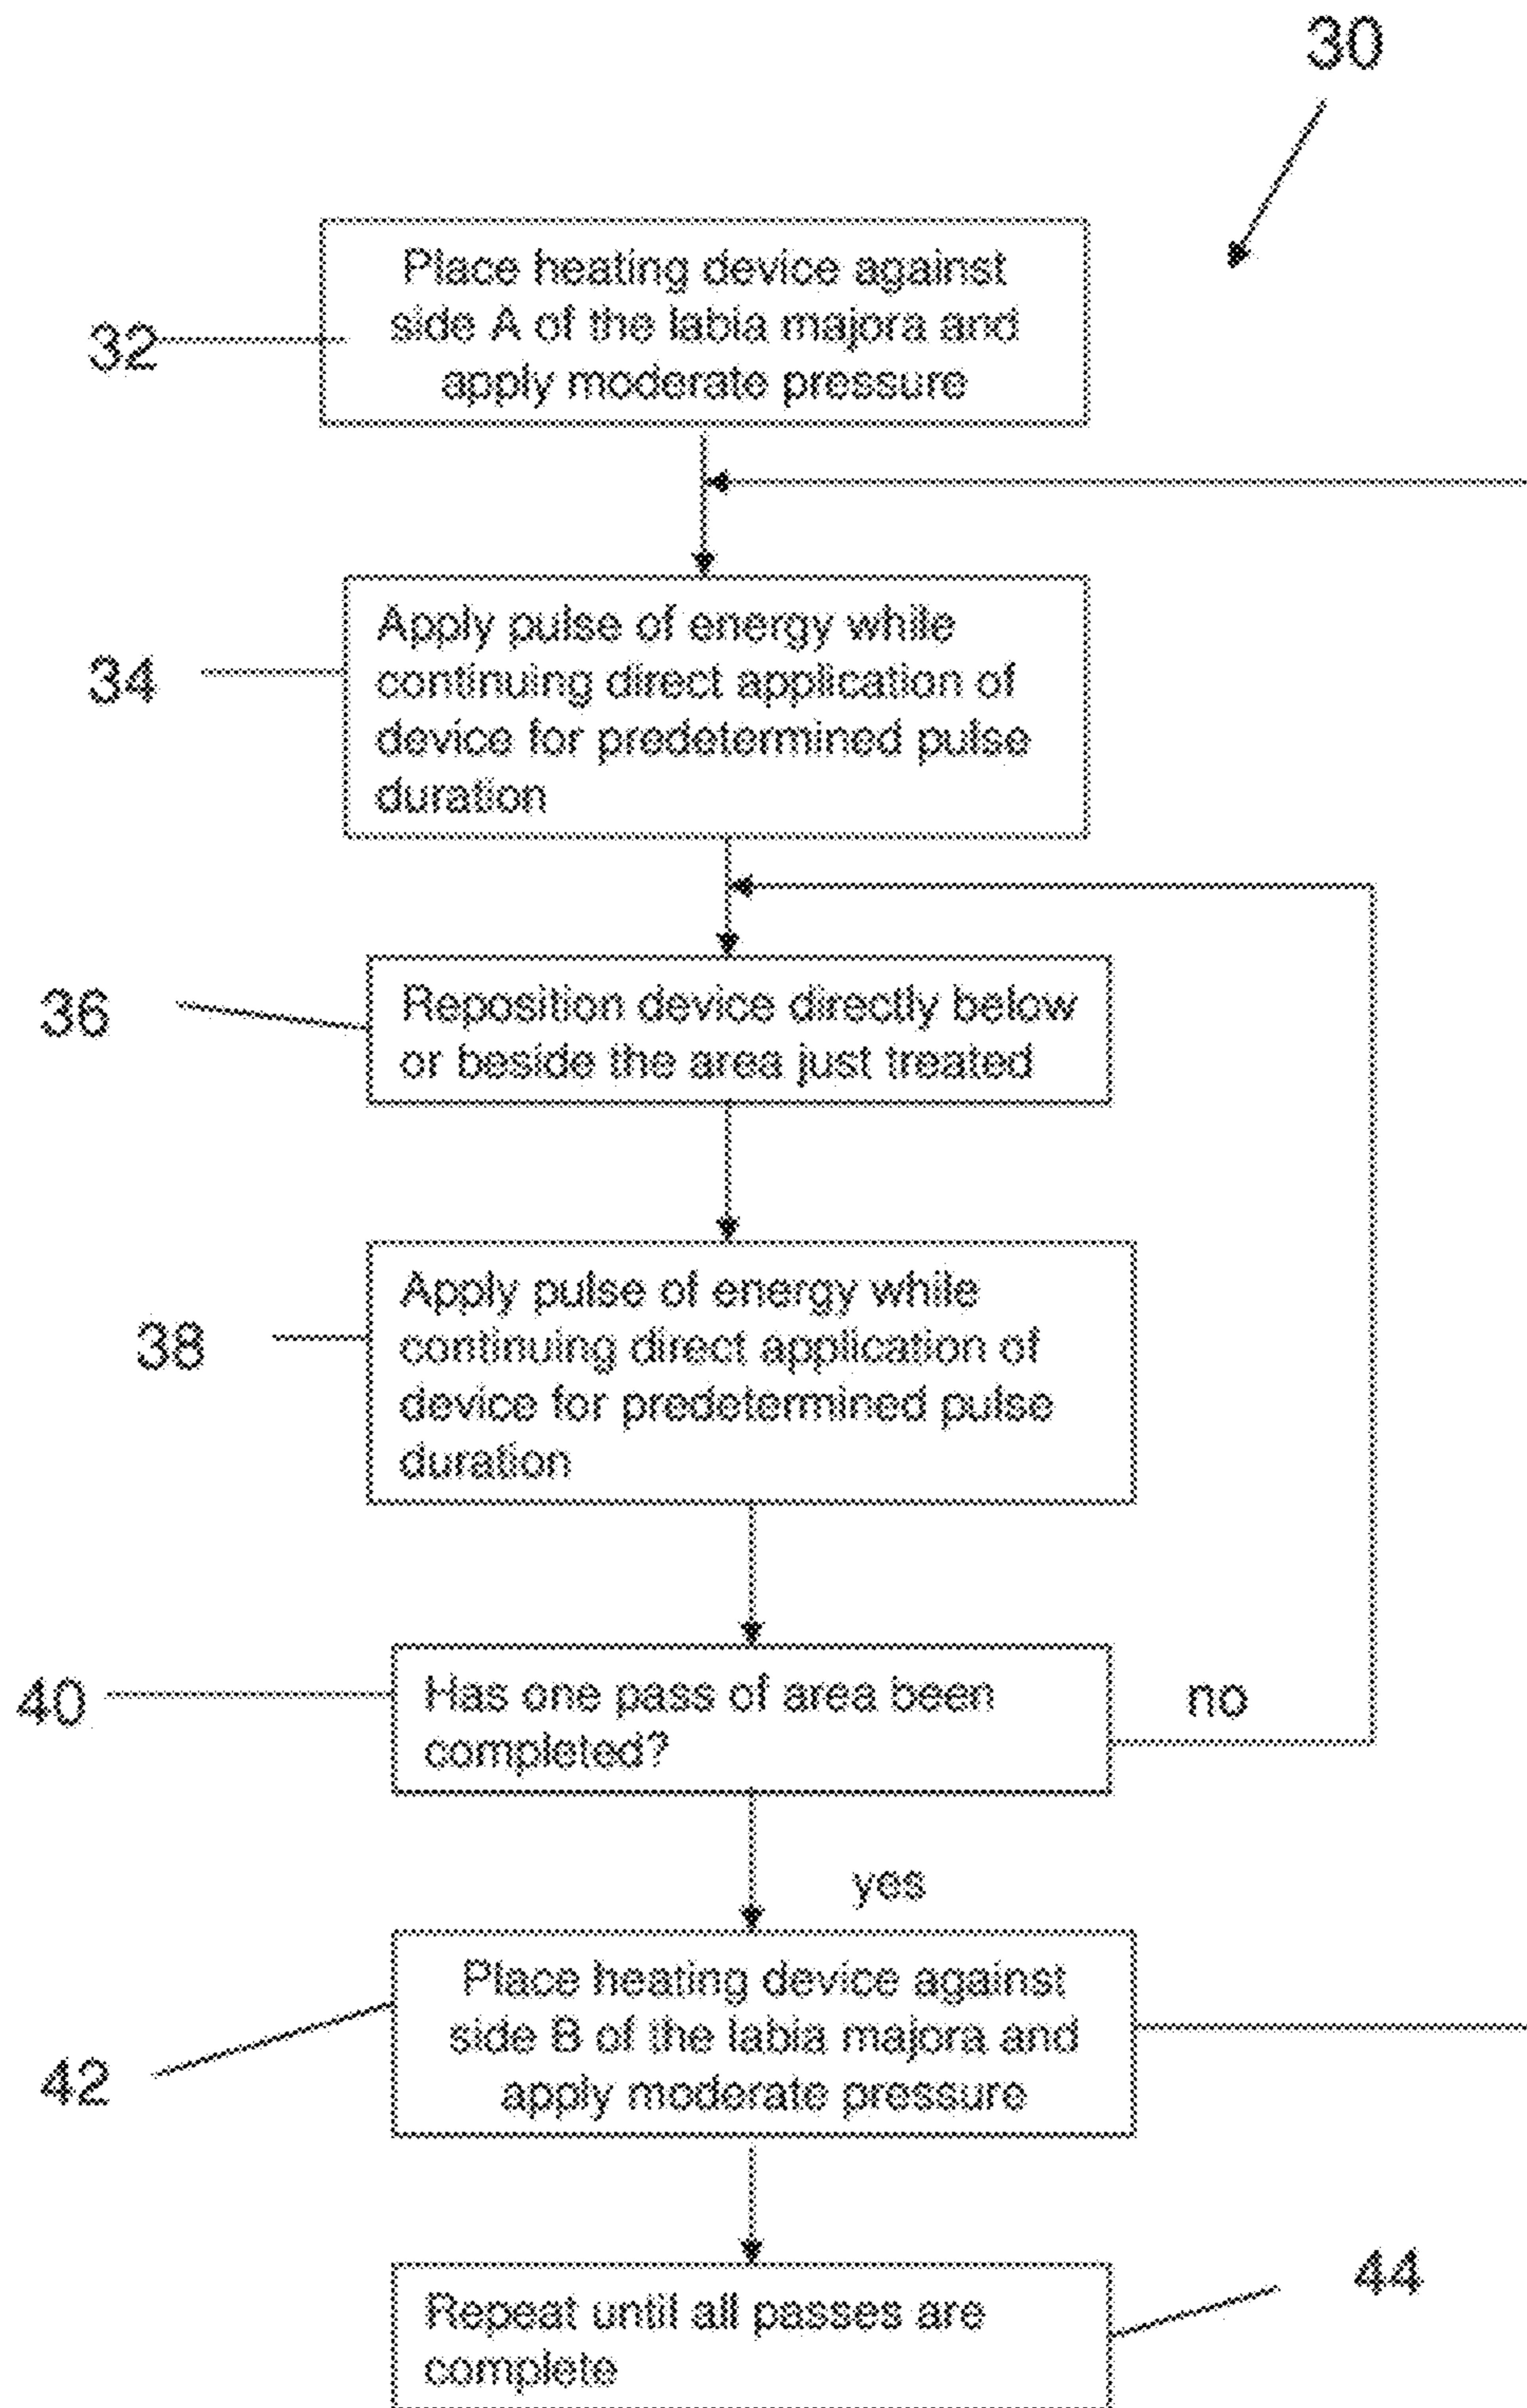 30
32
Place heating device against
side A of the labia majora and
apply moderate pressure
34
Apply pulse of energy while
continuing direct application of
device for predetermined pulse
duration
36
Reposition device directly below
or beside the area just treated
38
Apply pulse of energy while
continuing direct application of
device for predetermined pulse
duration
40
Has one pass of area been
completed?
no
yes
42
Place heating device against
side B of the labia majora and
apply moderate pressure
44
Repeat until all passes are
complete